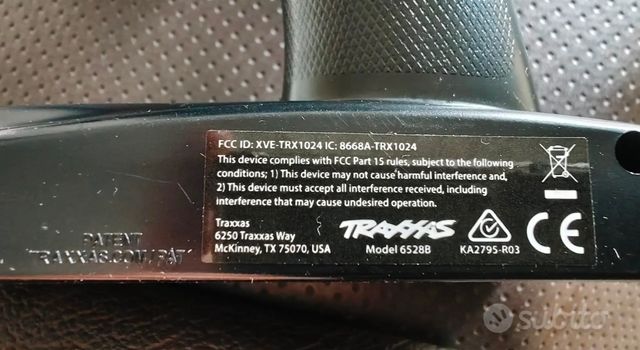 FCC ID: XVE-TRX1024 IC: 8668A-TRX1024
This device complies with FCC Part 15 rules, subject to the following
conditions; 1) This device may not cause harmful interference and,
2) This device must accept all interference received, including
interference that may cause undesired operation.
Traxxas
6250 Traxxas Way
McKinney, TX 75070, USA
TRAXXAS
Model 6528B
KA2795-R03
CE
PATENT
TRAXXAS.COM/PAT
subito